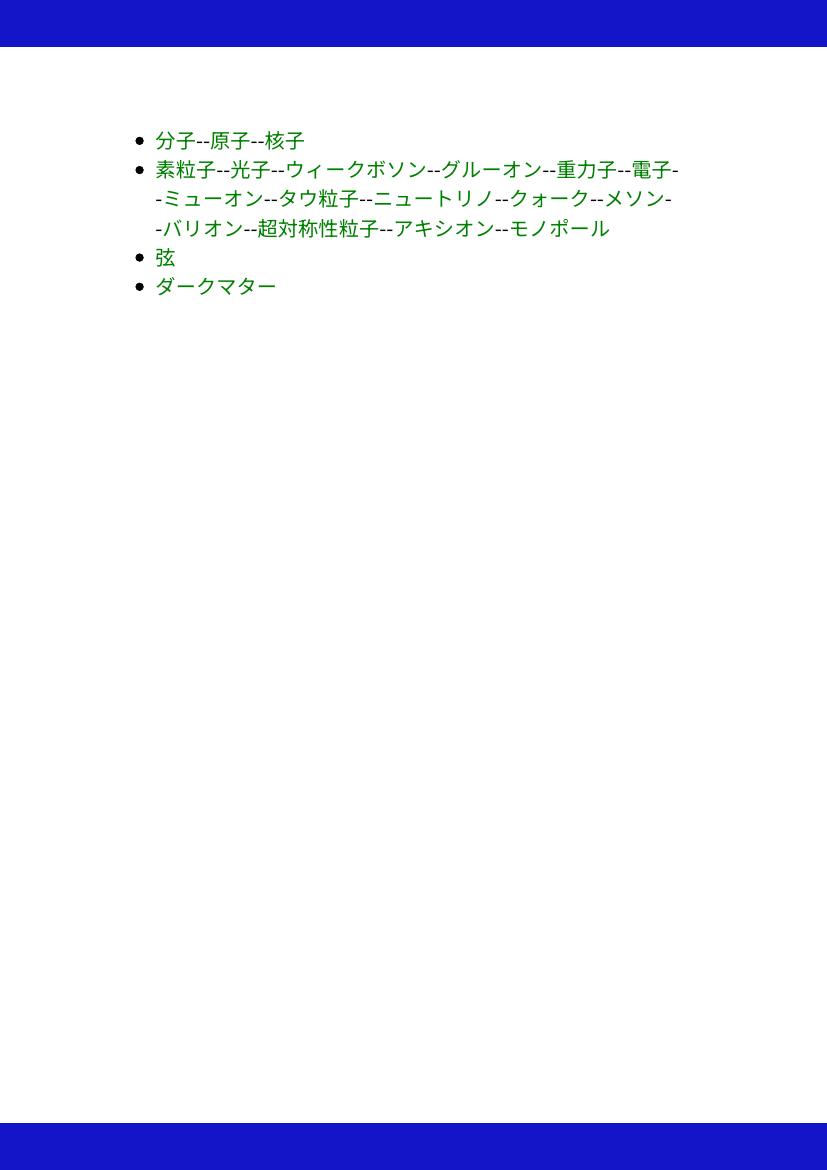 • 分子--原子--核子
• 素粒子--光子--ウィークボソン--グルーオン--重力子--電子-
-ミューオン--タウ粒子--ニュートリノ--クォーク--メソン-
-バリオン--超対称性粒子--アキシオン--モノポール
• 弦
• ダークマター